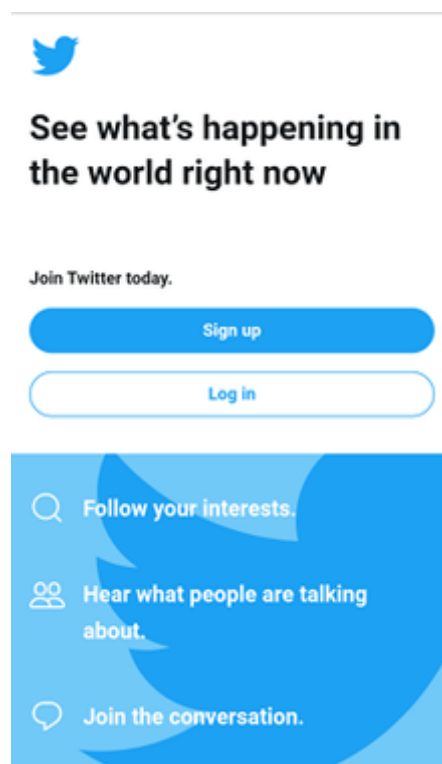 See what's happening in
the world right now
Join Twitter today.
Sign up
Log in
Follow your interests.
Hear what people are talking
about.
Join the conversation.